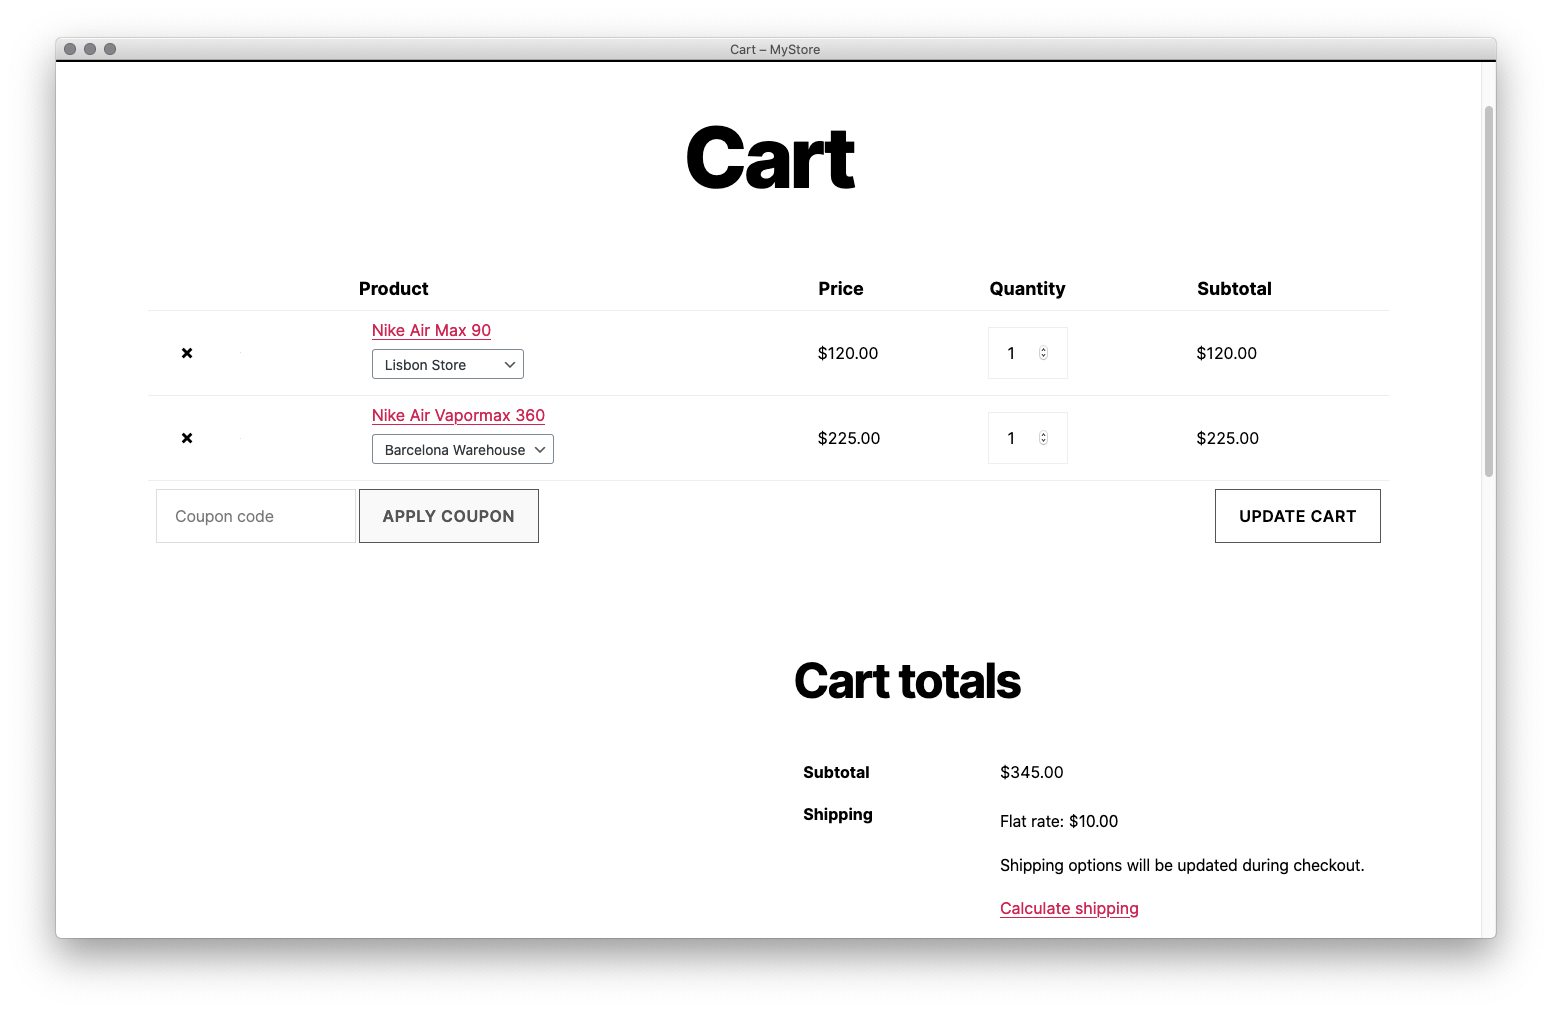 Cart – MyStore
Cart
Product Price Quantity Subtotal
Nike Air Max 90
Lisbon Store
$120.00 1 $120.00
Nike Air Vapormax 360
Barcelona Warehouse
$225.00 1 $225.00
Coupon code APPLY COUPON UPDATE CART
Cart totals
Subtotal $345.00
Shipping
Flat rate: $10.00
Shipping options will be updated during checkout.
Calculate shipping